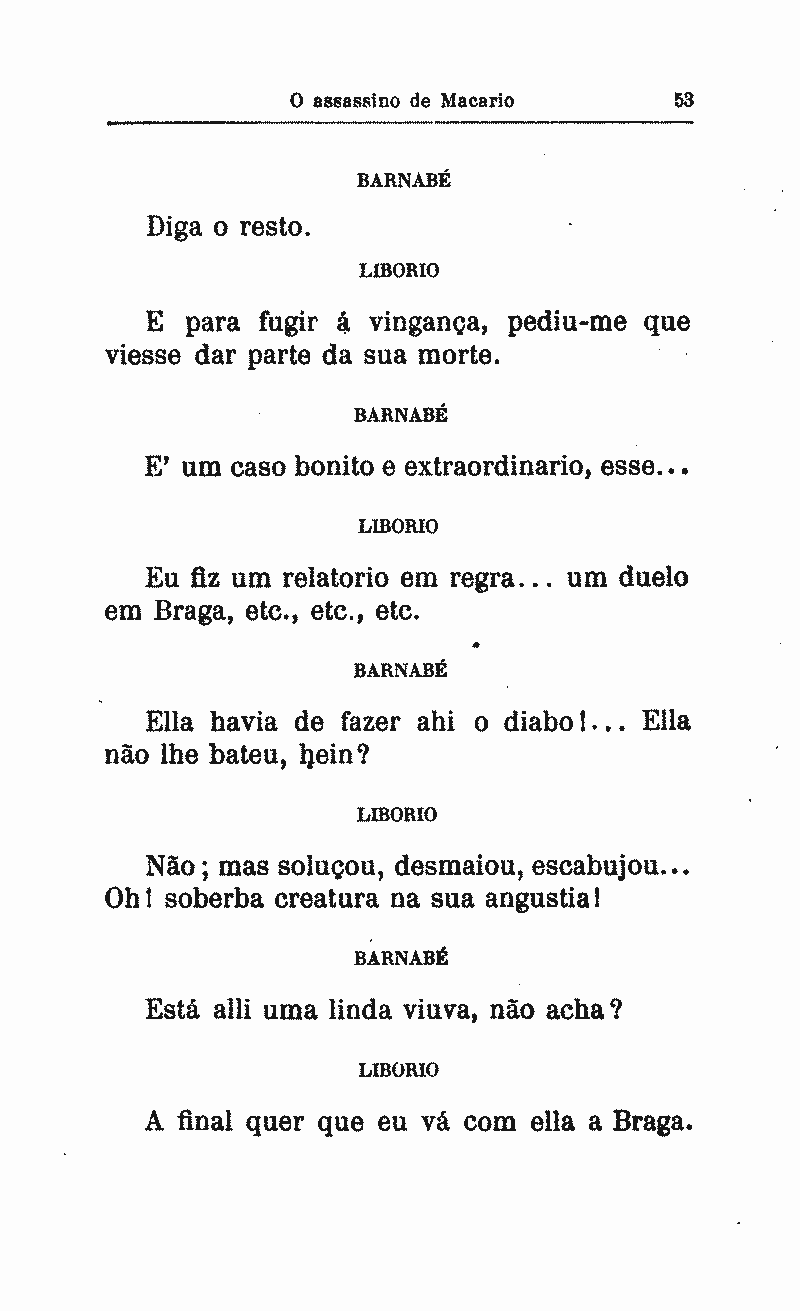 O assassino de Macario 53
BARNABÉ
Diga o resto.
LIBORIO
E para fugir á vingança, pediu-me que
viesse dar parte da sua morte.
BARNABÉ
E' um caso bonito e extraordinario, esse...
LIBORIO
Eu fiz um relatorio em regra... um duelo
em Braga, etc., etc., etc.
BARNABÉ
Ella havia de fazer ahi o diabo!... Ella
não lhe bateu, hein?
LIBORIO
Não; mas soluçou, desmaiou, escabujou...
Oh! soberba creatura na sua angustia!
BARNABÉ
Está alli uma linda viuva, não acha?
LIBORIO
A final quer que eu vá com ella a Braga.